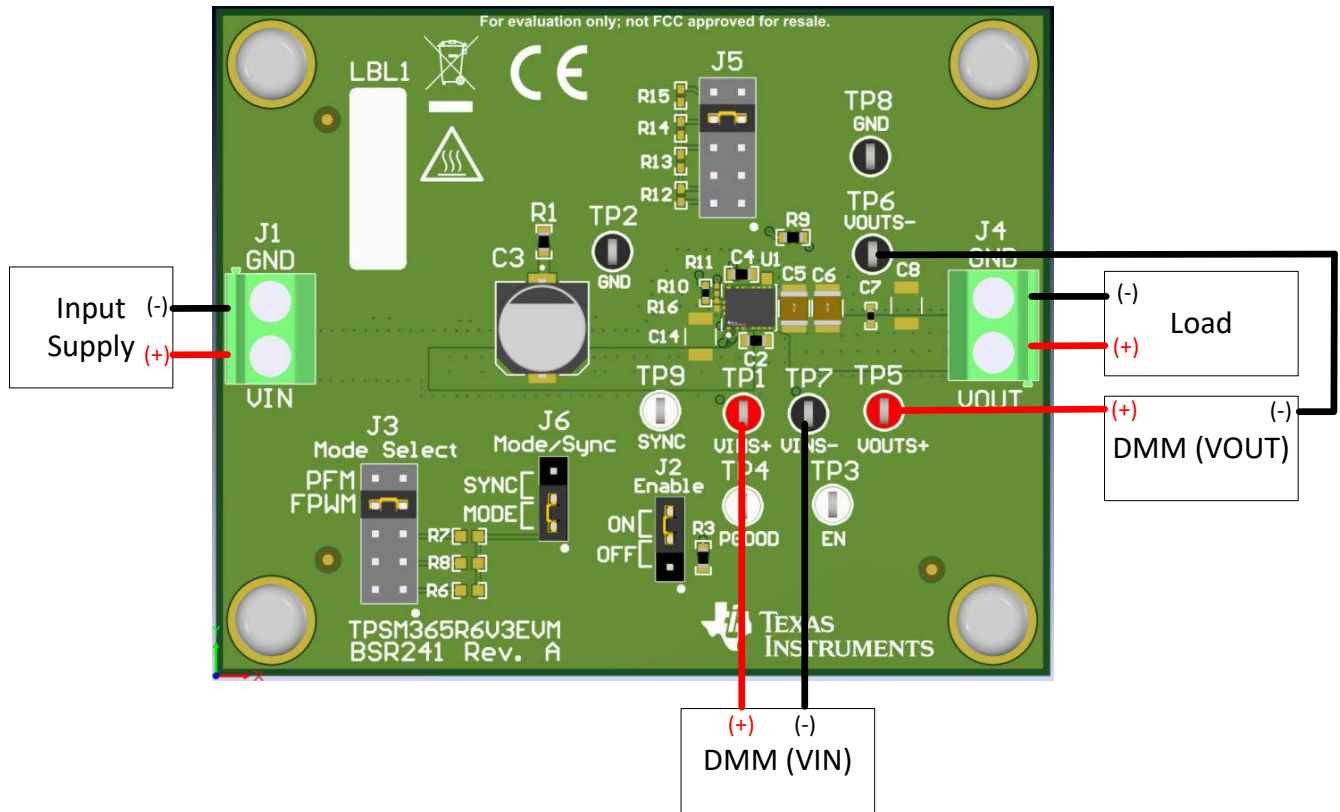 For evaluation only; not FCC approved for resale.
LBL1
CE
J5
R15
R14
R13
R12
TP8
GND
TP6
VOUTS-
R1
TP2
GND
C3
R9
J1
GND
VIN
J4
GND
VOUT
C4
U1
R11
R10
R16
C5
C6
C7
C8
C14
C2
Input
Supply
(-)
(+)
(-)
Load
(+)
(+)
(-)
DMM (VOUT)
TP9
SYNC
TP1
VINS+
TP7
VINS-
TP5
VOUTS+
J3
Mode Select
PFM
FPWM
R7
R8
R6
J6
Mode/Sync
SYNC
MODE
J2
Enable
ON
OFF
R3
TP4
PGOOD
TP3
EN
TPSM365R6V3EVM
BSR241 Rev. A
TEXAS
INSTRUMENTS
Y
X
(+)
(-)
DMM (VIN)